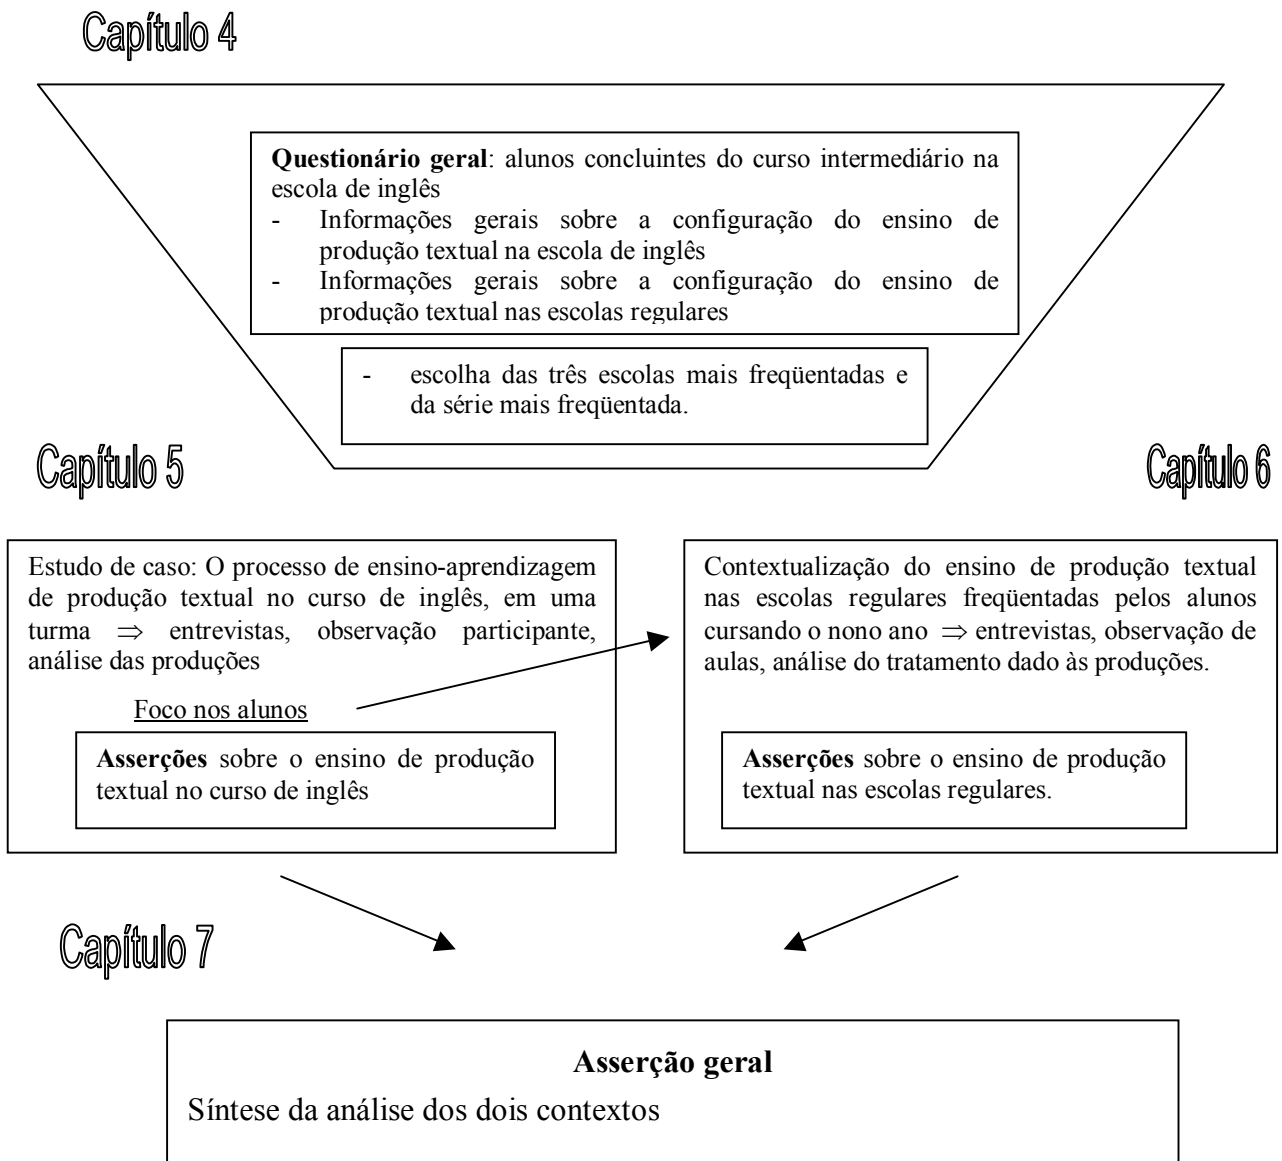 Capítulo 4
Questionário geral: alunos concluintes do curso intermediário na
escola de inglês
- Informações gerais sobre a configuração do ensino de
produção textual na escola de inglês
- Informações gerais sobre a configuração do ensino de
produção textual nas escolas regulares
- escolha das três escolas mais freqüentadas e
da série mais freqüentada.
Capítulo 5
Capítulo 6
Estudo de caso: O processo de ensino-aprendizagem
de produção textual no curso de inglês, em uma
turma ⇒ entrevistas, observação participante,
análise das produções
Foco nos alunos
Asserções sobre o ensino de produção
textual no curso de inglês
Contextualização do ensino de produção textual
nas escolas regulares freqüentadas pelos alunos
cursando o nono ano ⇒ entrevistas, observação de
aulas, análise do tratamento dado às produções.
Asserções sobre o ensino de produção
textual nas escolas regulares.
Capítulo 7
Asserção geral
Síntese da análise dos dois contextos